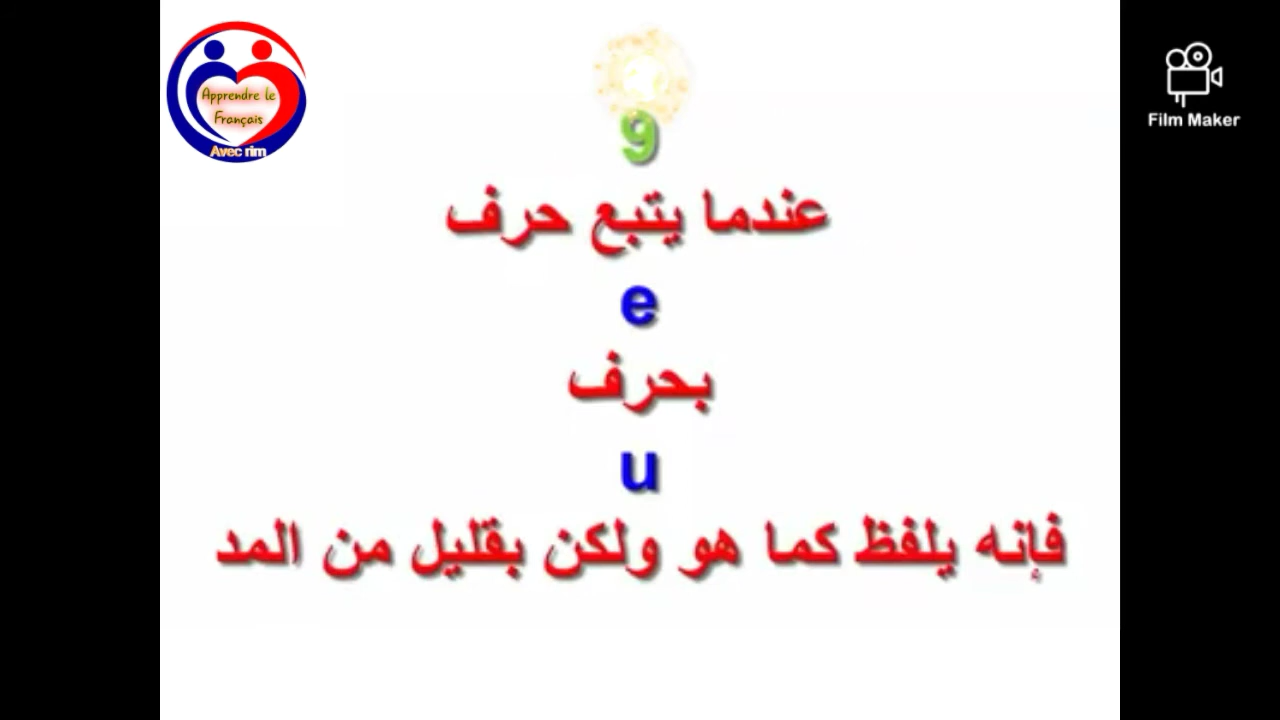 Apprendre le
Français
Avec rim
Film Maker
9
عندما يتبع حرف
e
بحرف
u
فإنه يلفظ كما هو ولكن بقليل من المد